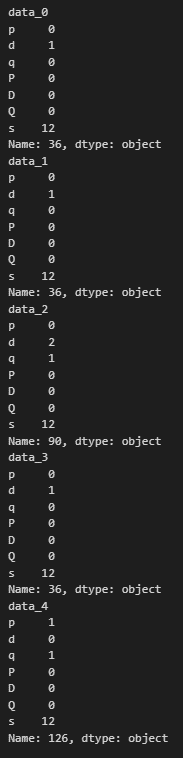 data_0
p     0
d     1
q     0
P     0
D     0
Q     0
s    12
Name: 36, dtype: object
data_1
p     0
d     1
q     0
P     0
D     0
Q     0
s    12
Name: 36, dtype: object
data_2
p     0
d     2
q     1
P     0
D     0
Q     0
s    12
Name: 90, dtype: object
data_3
p     0
d     1
q     0
P     0
D     0
Q     0
s    12
Name: 36, dtype: object
data_4
p     1
d     0
q     1
P     0
D     0
Q     0
s    12
Name: 126, dtype: object